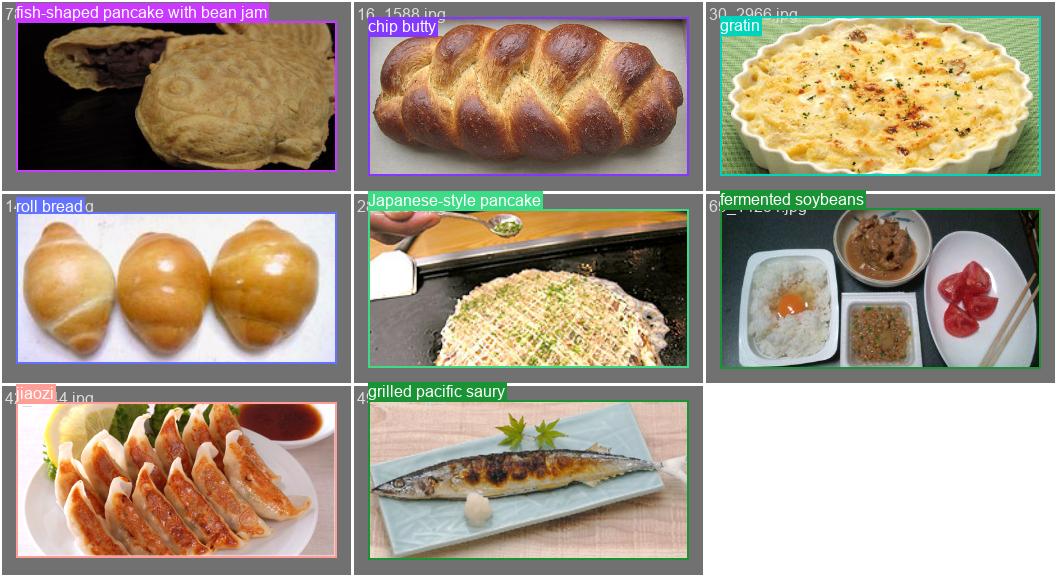 fish-shaped pancake with bean jam
chip butty
16_1588.jpg
gratin
30_2966.jpg
roll bread
Japanese-style pancake
fermented soybeans
jiaozi
grilled pacific saury